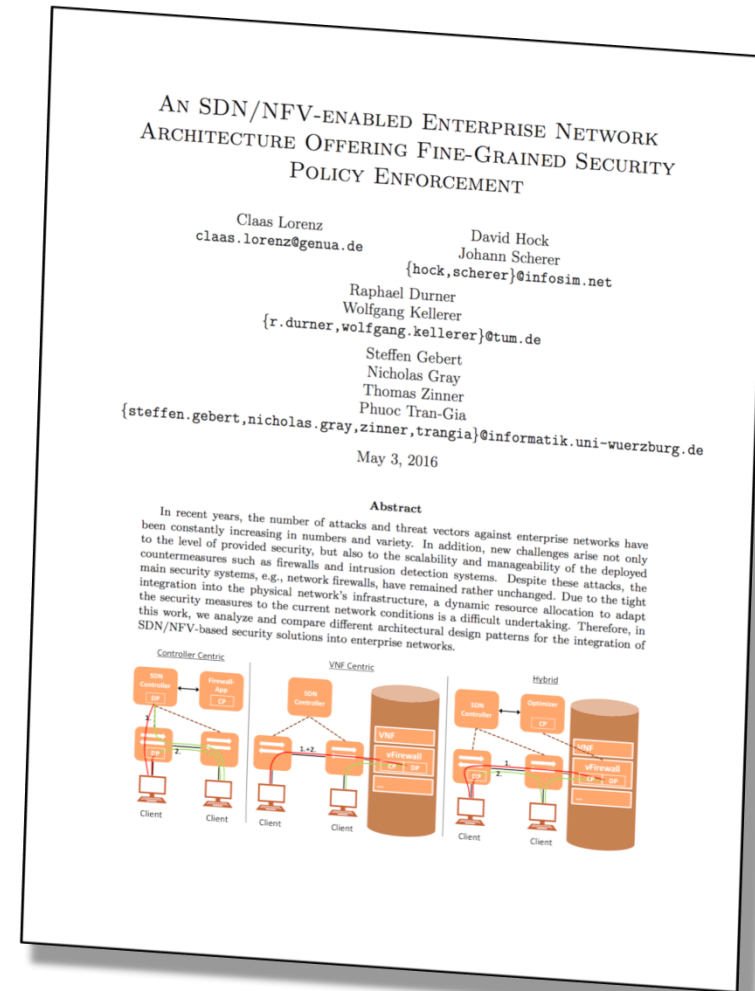 AN SDN/NFV-ENABLED ENTERPRISE NETWORK
ARCHITECTURE OFFERING FINE-GRAINED SECURITY
POLICY ENFORCEMENT
Claas Lorenz
claas.lorenz@genua.de
David Hock
Johann Scherer
{hock,scherer}@infosim.net
Raphael Durner
Wolfgang Kellerer
{r.durner,wolfgang.kellerer}@tum.de
Steffen Gebert
Nicholas Gray
Thomas Zinner
Phuoc Tran-Gia
{steffen.gebert,nicholas.gray,zinner,trangia}@informatik.uni-wuerzburg.de
May 3, 2016
Abstract
In recent years, the number of attacks and threat vectors against enterprise networks have
been constantly increasing in numbers and variety. In addition, new challenges arise not only
to the level of provided security, but also to the scalability and manageability of the deployed
countermeasures such as firewalls and intrusion detection systems. Despite these attacks, the
main security systems, e.g., network firewalls, have remained rather unchanged. Due to the tight
integration into the physical network's infrastructure, a dynamic resource allocation to adapt
the security measures to the current network conditions is a difficult undertaking. Therefore, in
this work, we analyze and compare different architectural design patterns for the integration of
SDN/NFV-based security solutions into enterprise networks.
Controller Centric
SDN
Controller
DP
Firewall-
App
CP
1.
DP
2.
Client
Client
VNF Centric
SDN
Controller
1.+2.
VNF
vFirewall
CP DP
...
Client
Client
Hybrid
SDN
Controller
Optimizer
CP
1.
2.
VNF
vFirewall
CP DP
...
Client
Client